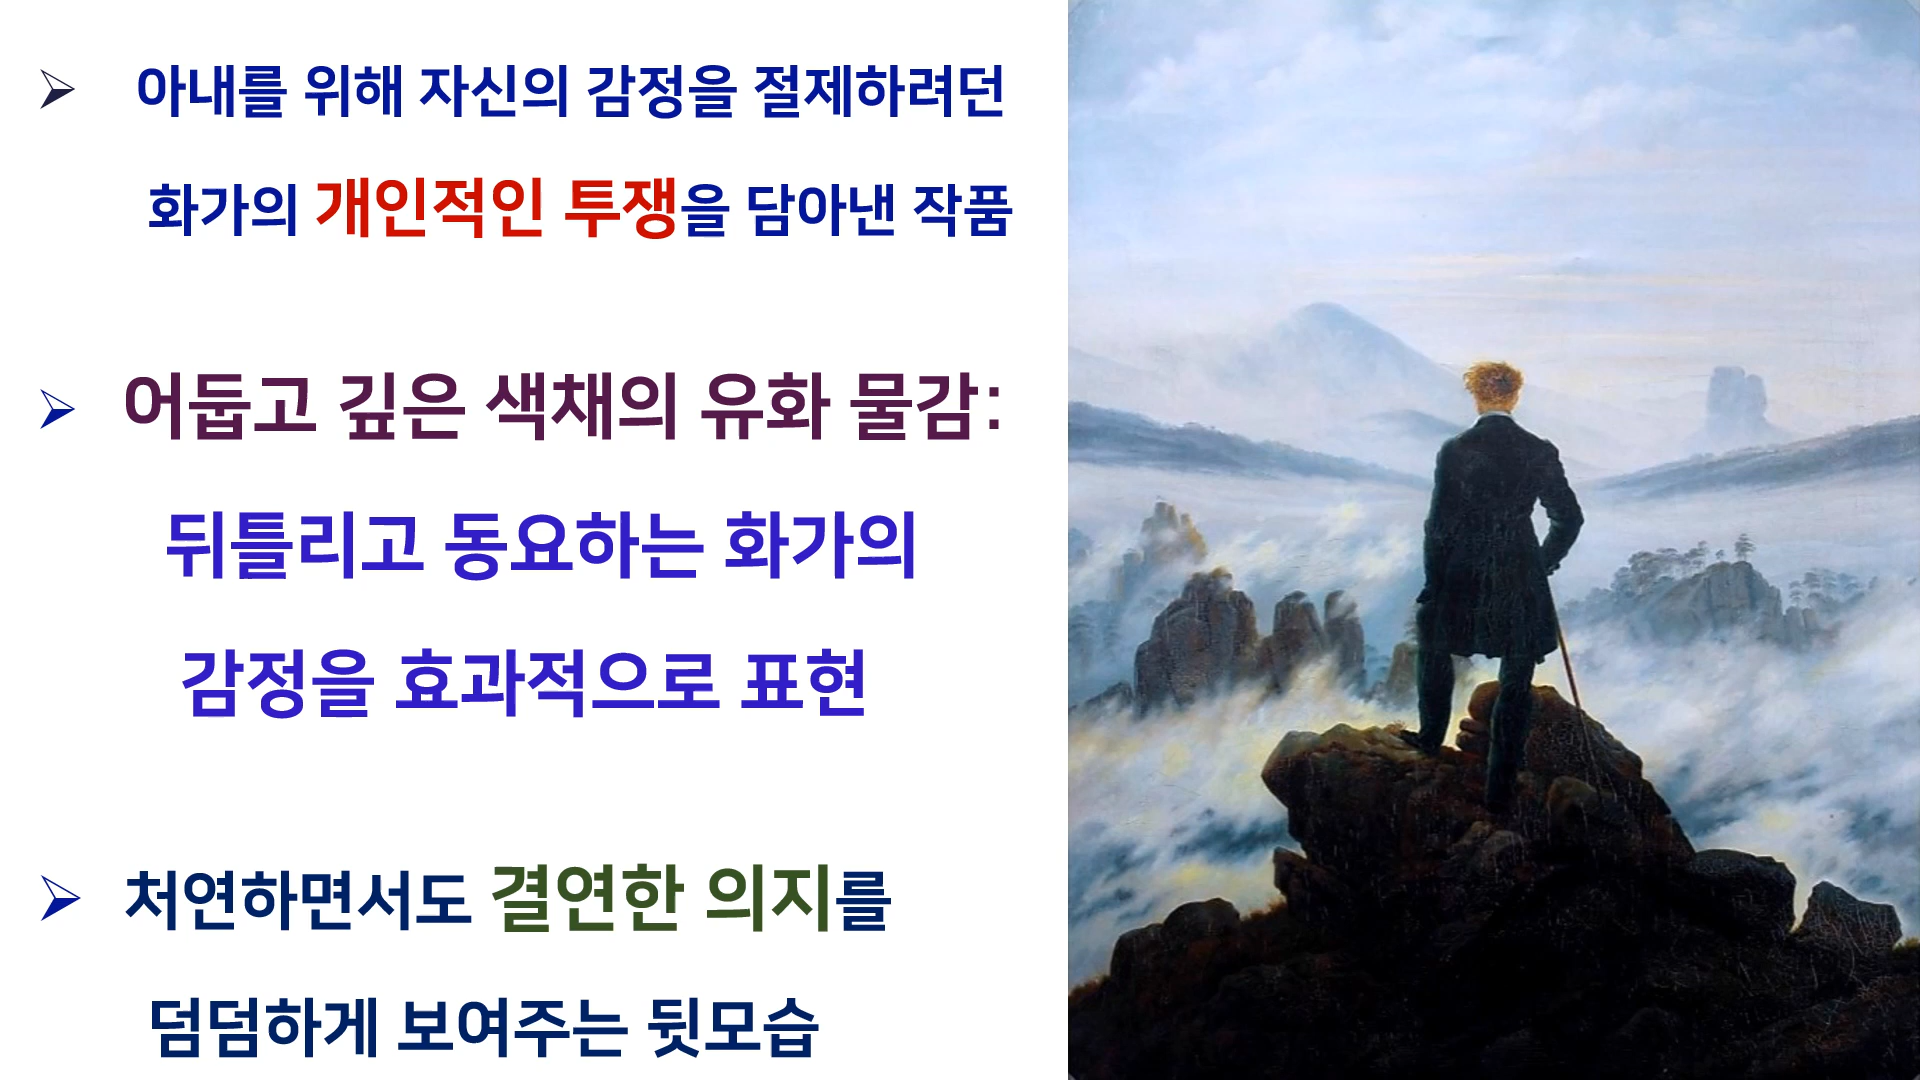 아내를 위해 자신의 감정을 절제하려던
화가의 개인적인 투쟁을 담아낸 작품
어둡고 깊은 색채의 유화 물감:
뒤틀리고 동요하는 화가의
감정을 효과적으로 표현
처연하면서도 결연한 의지를
덤덤하게 보여주는 뒷모습